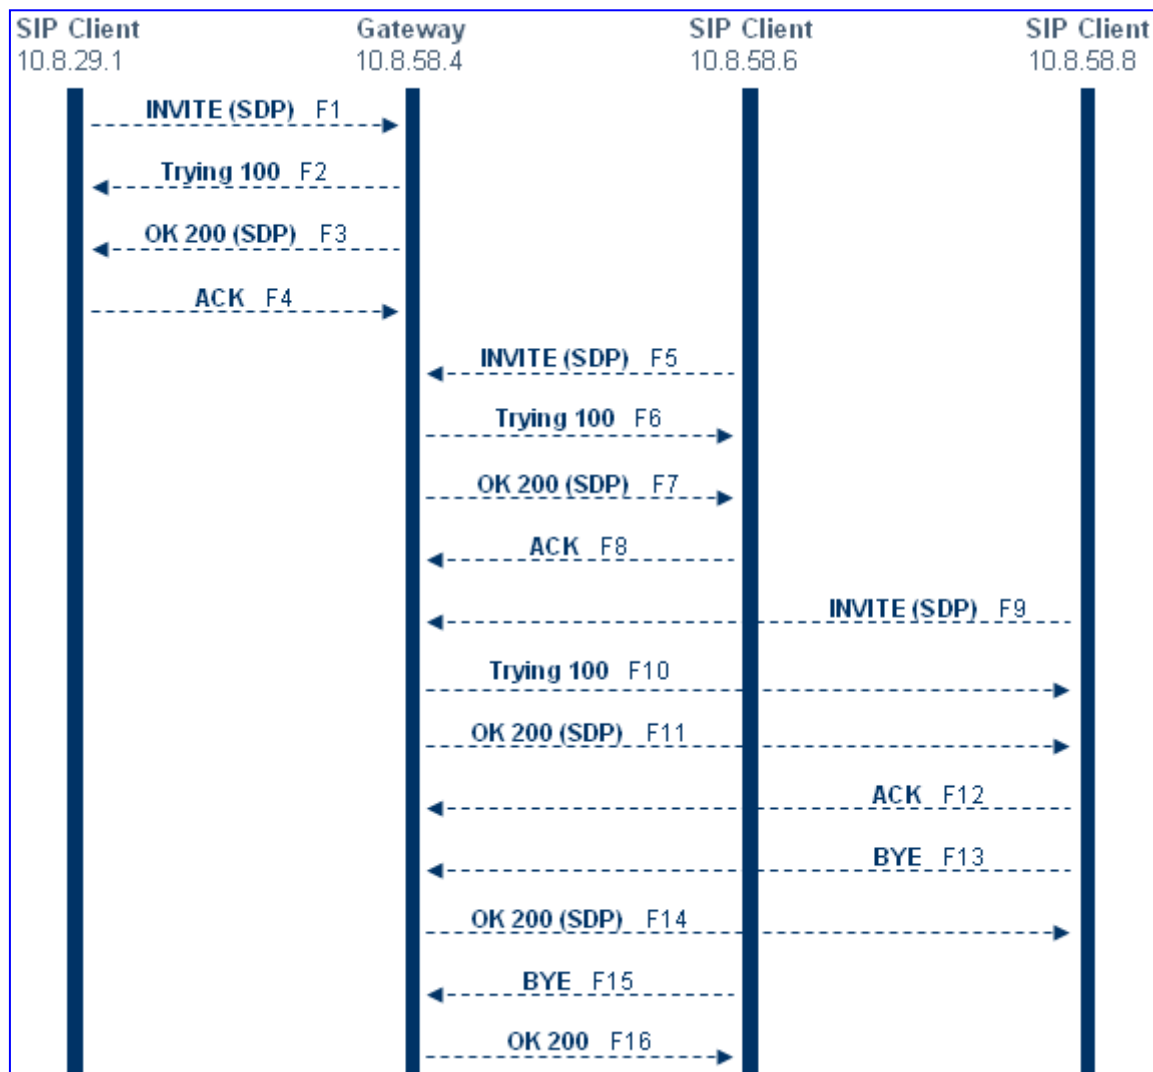 SIP Client Gateway SIP Client SIP Client
10.8.29.1 10.8.58.4 10.8.58.6 10.8.58.8
INVITE (SDP) F1
Trying 100 F2
OK 200 (SDP) F3
ACK F4
INVITE (SDP) F5
Trying 100 F6
OK 200 (SDP) F7
ACK F8
INVITE (SDP) F9
Trying 100 F10
OK 200 (SDP) F11
ACK F12
BYE F13
OK 200 (SDP) F14
BYE F15
OK 200 F16